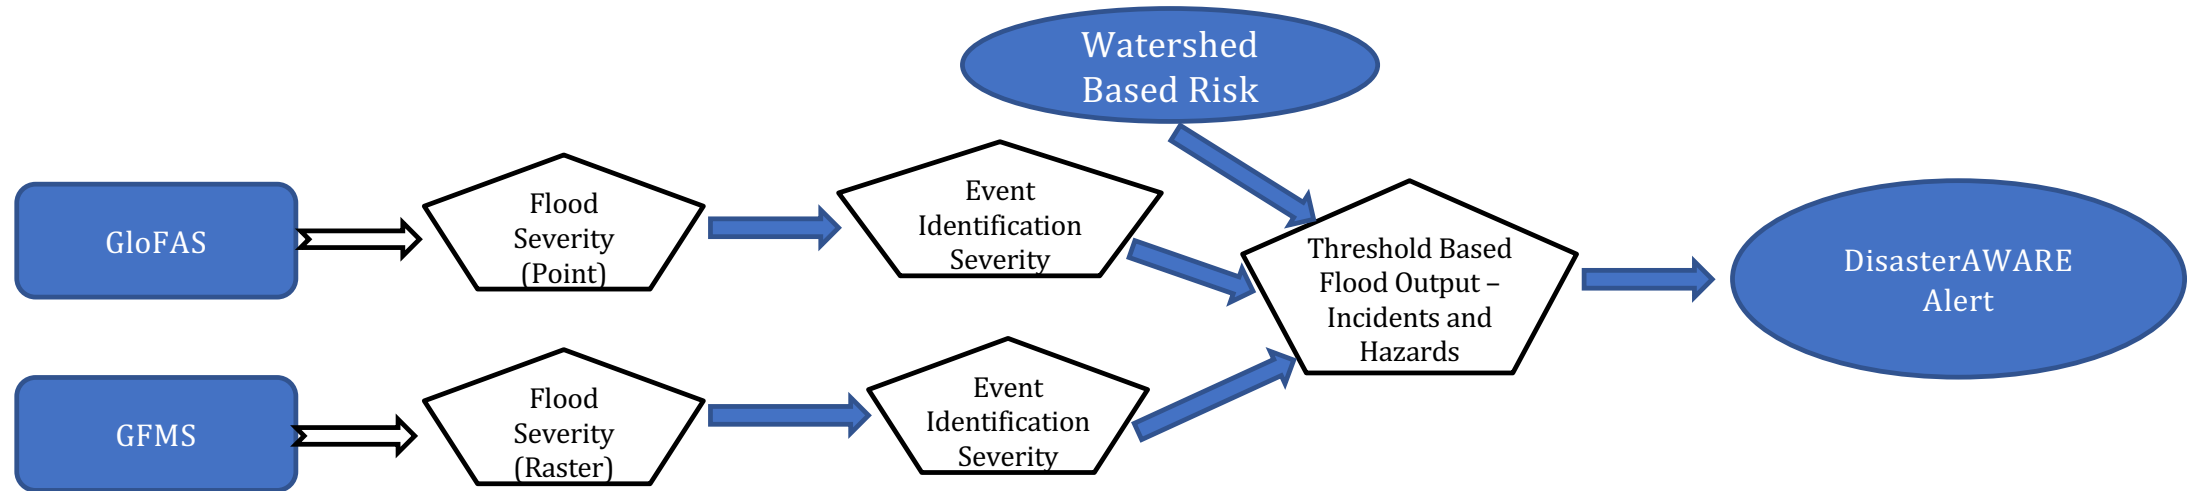 Watershed
Based Risk
GloFAS
Flood
Severity
(Point)
Event
Identification
Severity
Threshold Based
Flood Output –
Incidents and
Hazards
DisasterAWARE
Alert
GFMS
Flood
Severity
(Raster)
Event
Identification
Severity